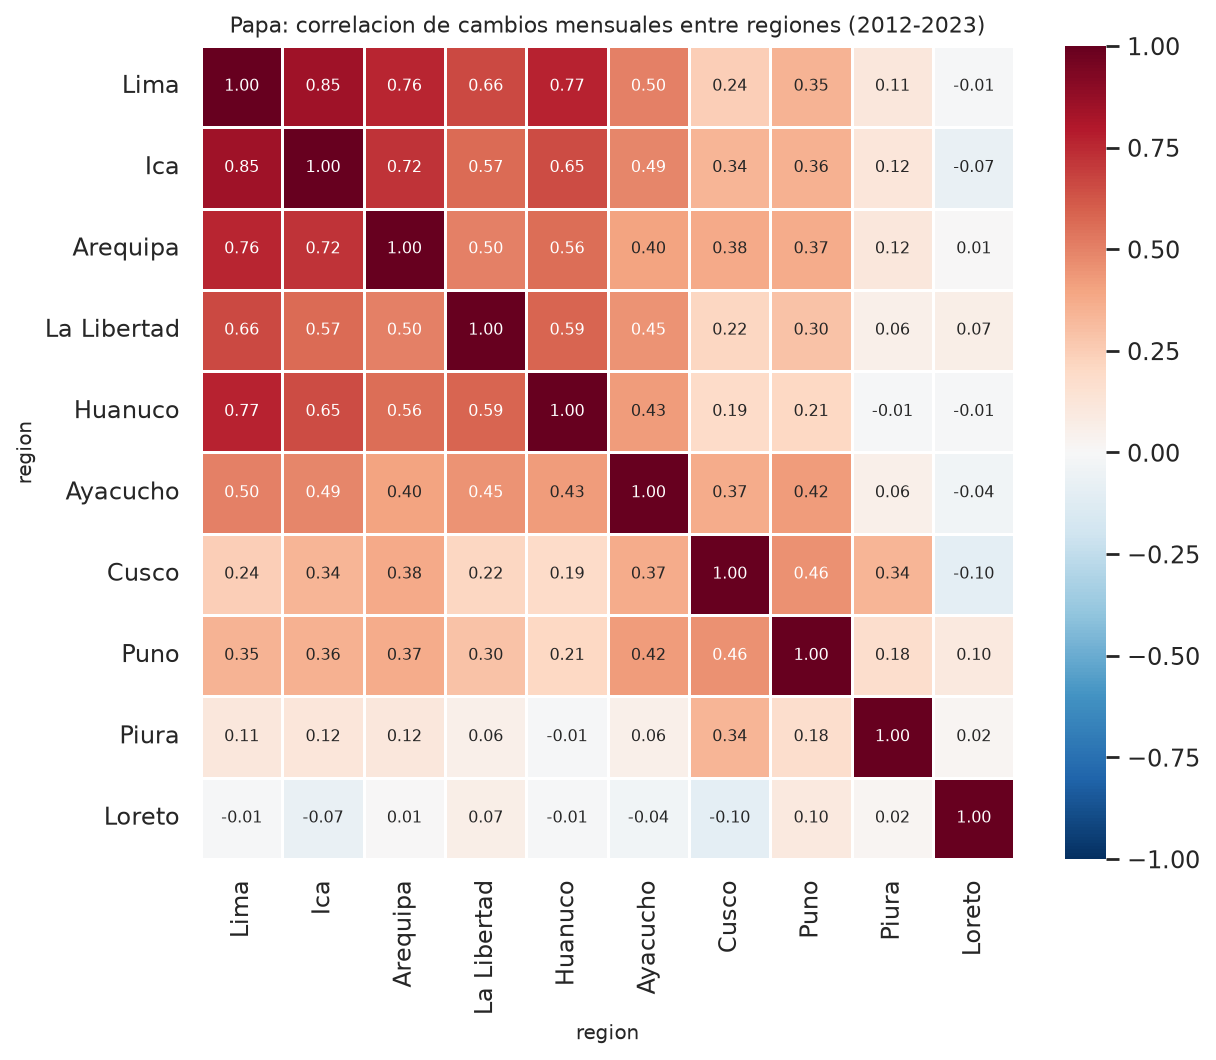 Papa: correlacion de cambios mensuales entre regiones (2012-2023)
region
Lima 1.00 0.85 0.76 0.66 0.77 0.50 0.24 0.35 0.11 -0.01
Ica 0.85 1.00 0.72 0.57 0.65 0.49 0.34 0.36 0.12 -0.07
Arequipa 0.76 0.72 1.00 0.50 0.56 0.40 0.38 0.37 0.12 0.01
La Libertad 0.66 0.57 0.50 1.00 0.59 0.45 0.22 0.30 0.06 0.07
Huanuco 0.77 0.65 0.56 0.59 1.00 0.43 0.19 0.21 -0.01 -0.01
Ayacucho 0.50 0.49 0.40 0.45 0.43 1.00 0.37 0.42 0.06 -0.04
Cusco 0.24 0.34 0.38 0.22 0.19 0.37 1.00 0.46 0.34 -0.10
Puno 0.35 0.36 0.37 0.30 0.21 0.42 0.46 1.00 0.18 0.10
Piura 0.11 0.12 0.12 0.06 -0.01 0.06 0.34 0.18 1.00 0.02
Loreto -0.01 -0.07 0.01 0.07 -0.01 -0.04 -0.10 0.10 0.02 1.00
Lima
Ica
Arequipa
La Libertad
Huanuco
Ayacucho
Cusco
Puno
Piura
Loreto
region
1.00
0.75
0.50
0.25
0.00
−0.25
−0.50
−0.75
−1.00